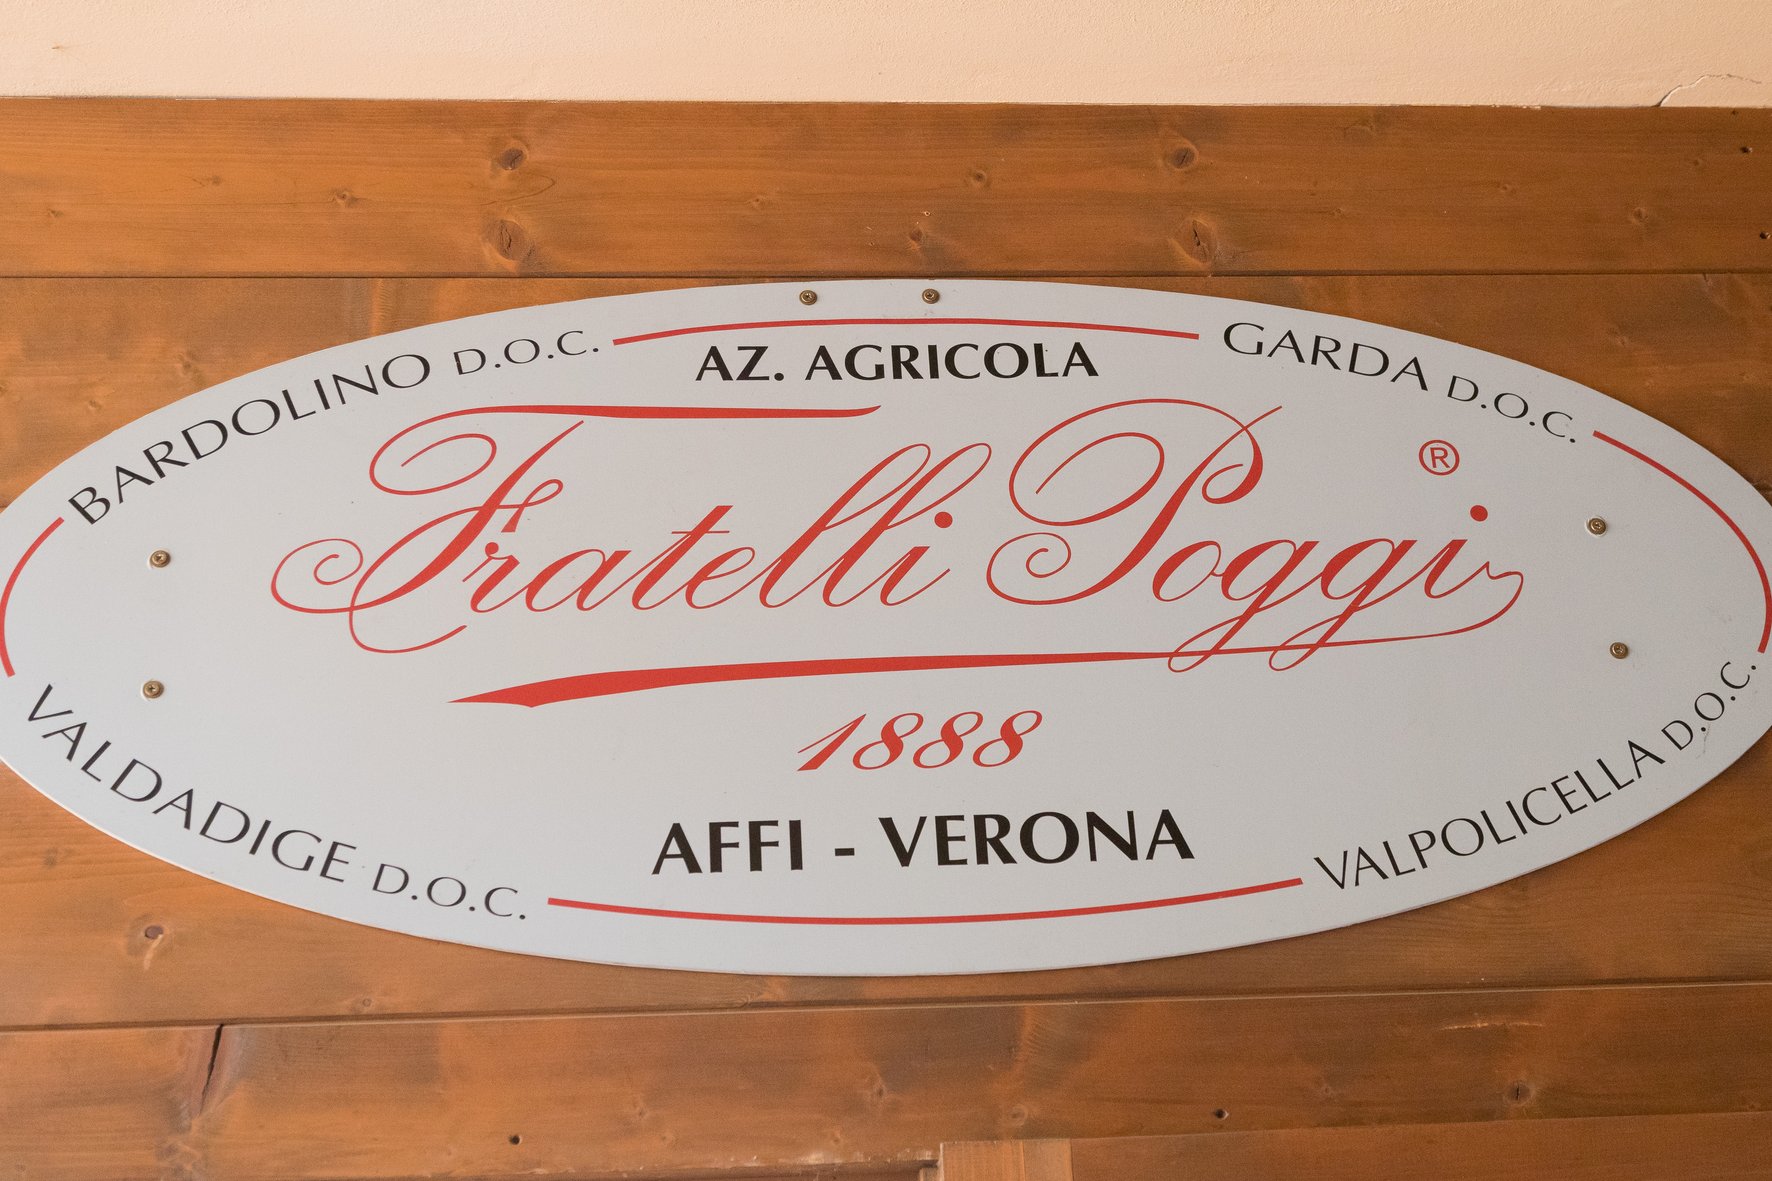 BARDOLINO D.O.C.
GARDA D.O.C.
AZ. AGRICOLA
Fratelli Poggi ®
1888
AFFI - VERONA
VALDADIGE D.O.C.
VALPOLICELLA D.O.C.